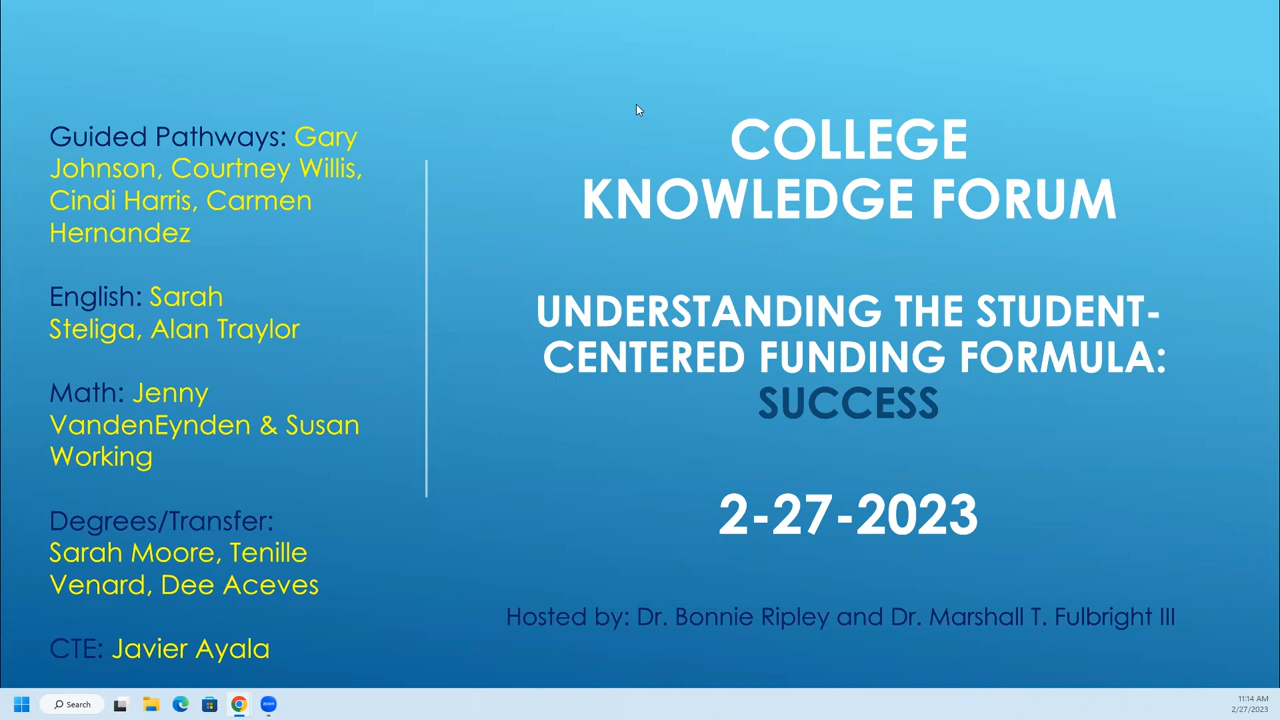 Guided Pathways: Gary
Johnson, Courtney Willis,
Cindi Harris, Carmen
Hernandez
English: Sarah
Steliga, Alan Traylor
Math: Jenny
VandenEynden & Susan
Working
Degrees/Transfer:
Sarah Moore, Tenille
Venard, Dee Aceves
CTE: Javier Ayala
COLLEGE
KNOWLEDGE FORUM
UNDERSTANDING THE STUDENT-
CENTERED FUNDING FORMULA:
SUCCESS
2-27-2023
Hosted by: Dr. Bonnie Ripley and Dr. Marshall T. Fulbright III
Search
zoom
11:14 AM
2/27/2023